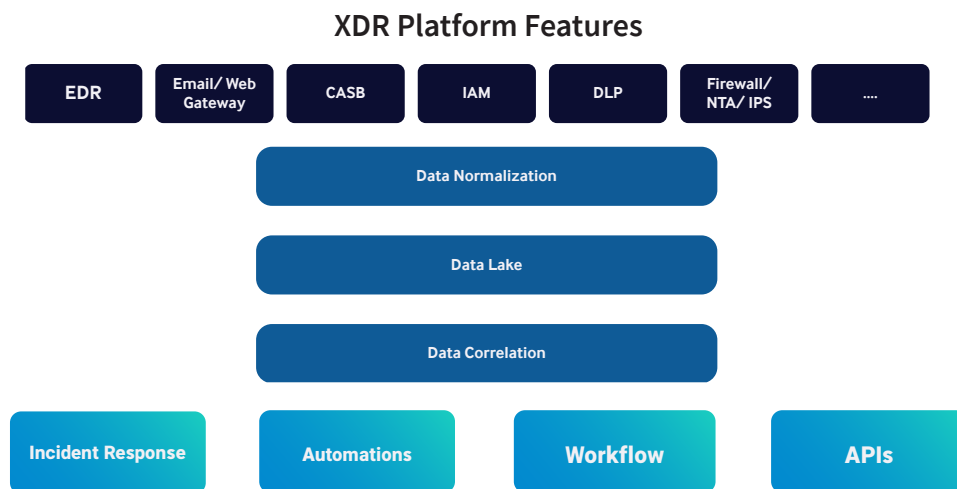 XDR Platform Features
EDR
Email/ Web
Gateway
CASB
IAM
DLP
Firewall/
NTA/ IPS
....
Data Normalization
Data Lake
Data Correlation
Incident Response
Automations
Workflow
APIs